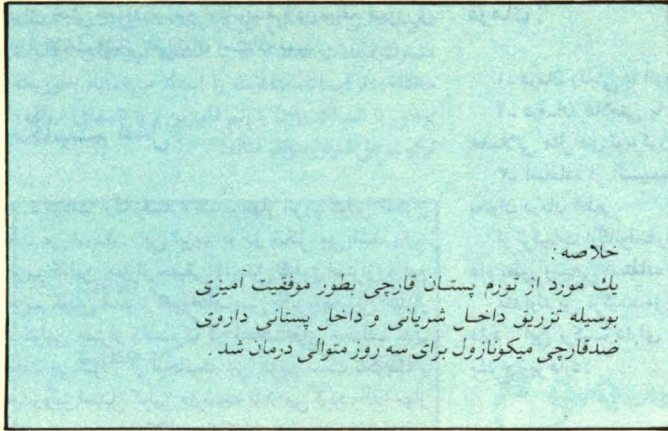 خلاصه :
يك مورد از تورم پستان قارچی بطور موفقیت آمیزی
بوسیله تزریق داخل شریانی و داخل پستانی داروی
ضدقارچی میکونازول برای سه روز متوالی درمان شد .